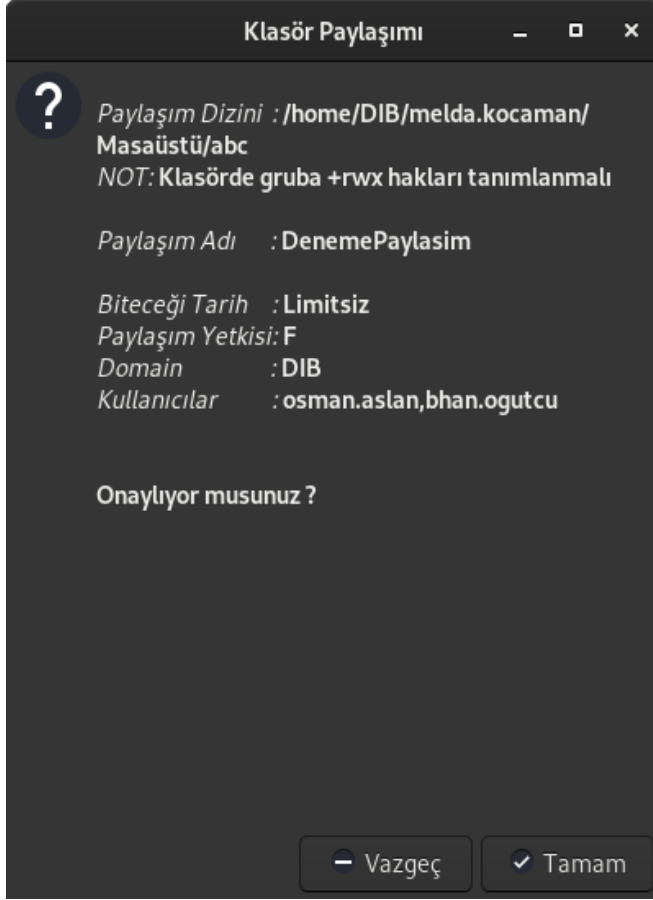 Klasör Paylaşımı
?
Paylaşım Dizini : /home/DIB/melda.kocaman/
Masaüstü/abc
NOT: Klasörde gruba +rwx hakları tanımlanmalı
Paylaşım Adı : DenemePaylasim
Biteceği Tarih : Limitsiz
Paylaşım Yetkisi: F
Domain : DIB
Kullanıcılar : osman.aslan,bhan.ogutcu
Onaylıyor musunuz ?
Vazgeç Tamam